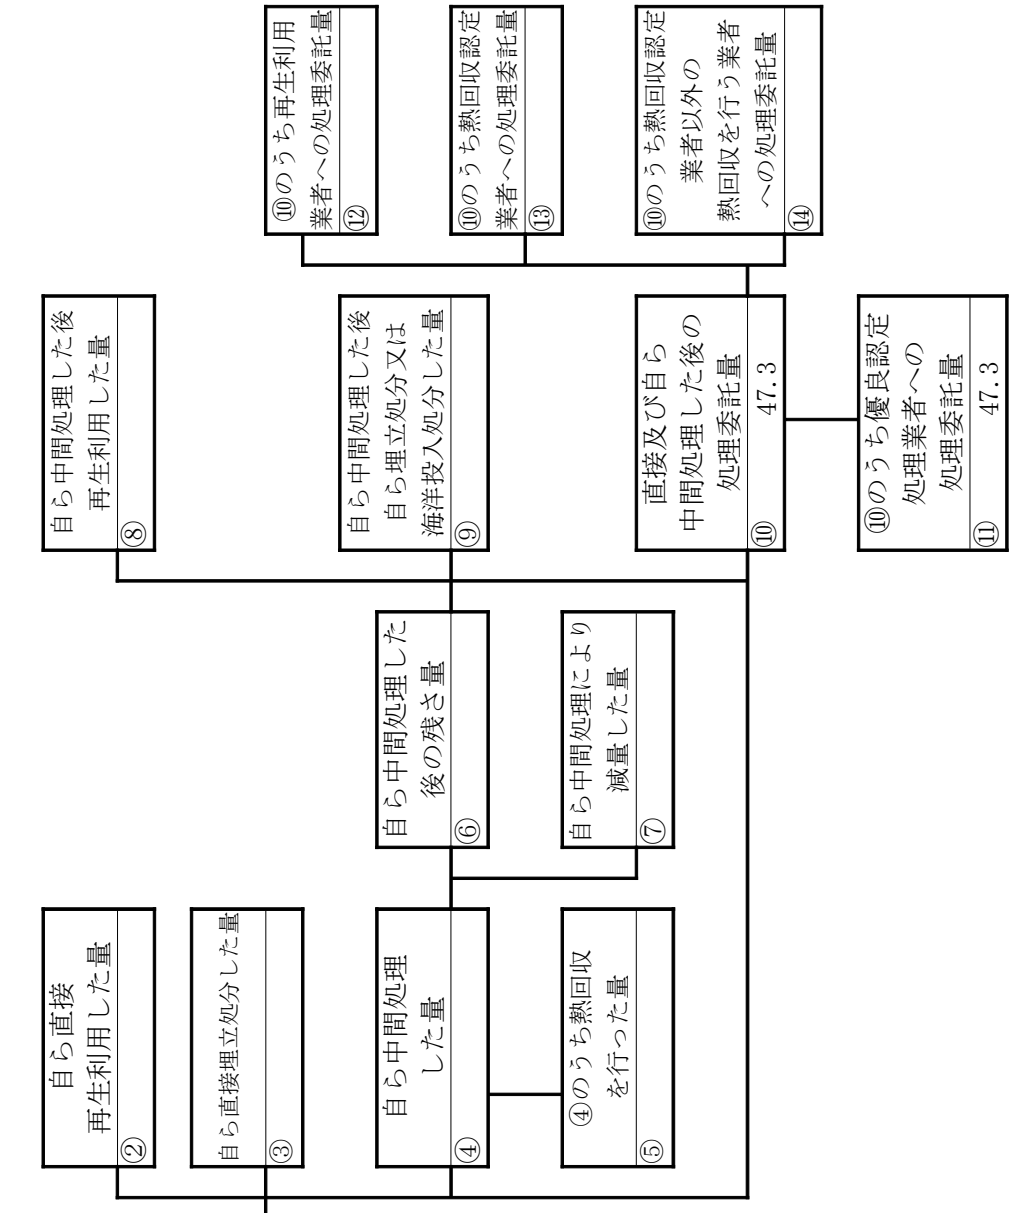 自ら直接
再生利用した量
②
自ら直接埋立処分した量
③
自ら中間処理
した量
④
④のうち熱回収
を行った量
⑤
自ら中間処理した
後の残さ量
⑥
自ら中間処理により
減量した量
⑦
自ら中間処理した後
再生利用した量
⑧
自ら中間処理した後
自ら埋立処分又は
海洋投入処分した量
⑨
直接及び自ら
中間処理した後の
処理委託量
⑩ 47.3
⑩のうち優良認定
処理業者への
処理委託量
⑪ 47.3
⑩のうち再生利用
業者への処理委託量
⑫
⑩のうち熱回収認定
業者への処理委託量
⑬
⑩のうち熱回収認定
業者以外の
熱回収を行う業者
への処理委託量
⑭